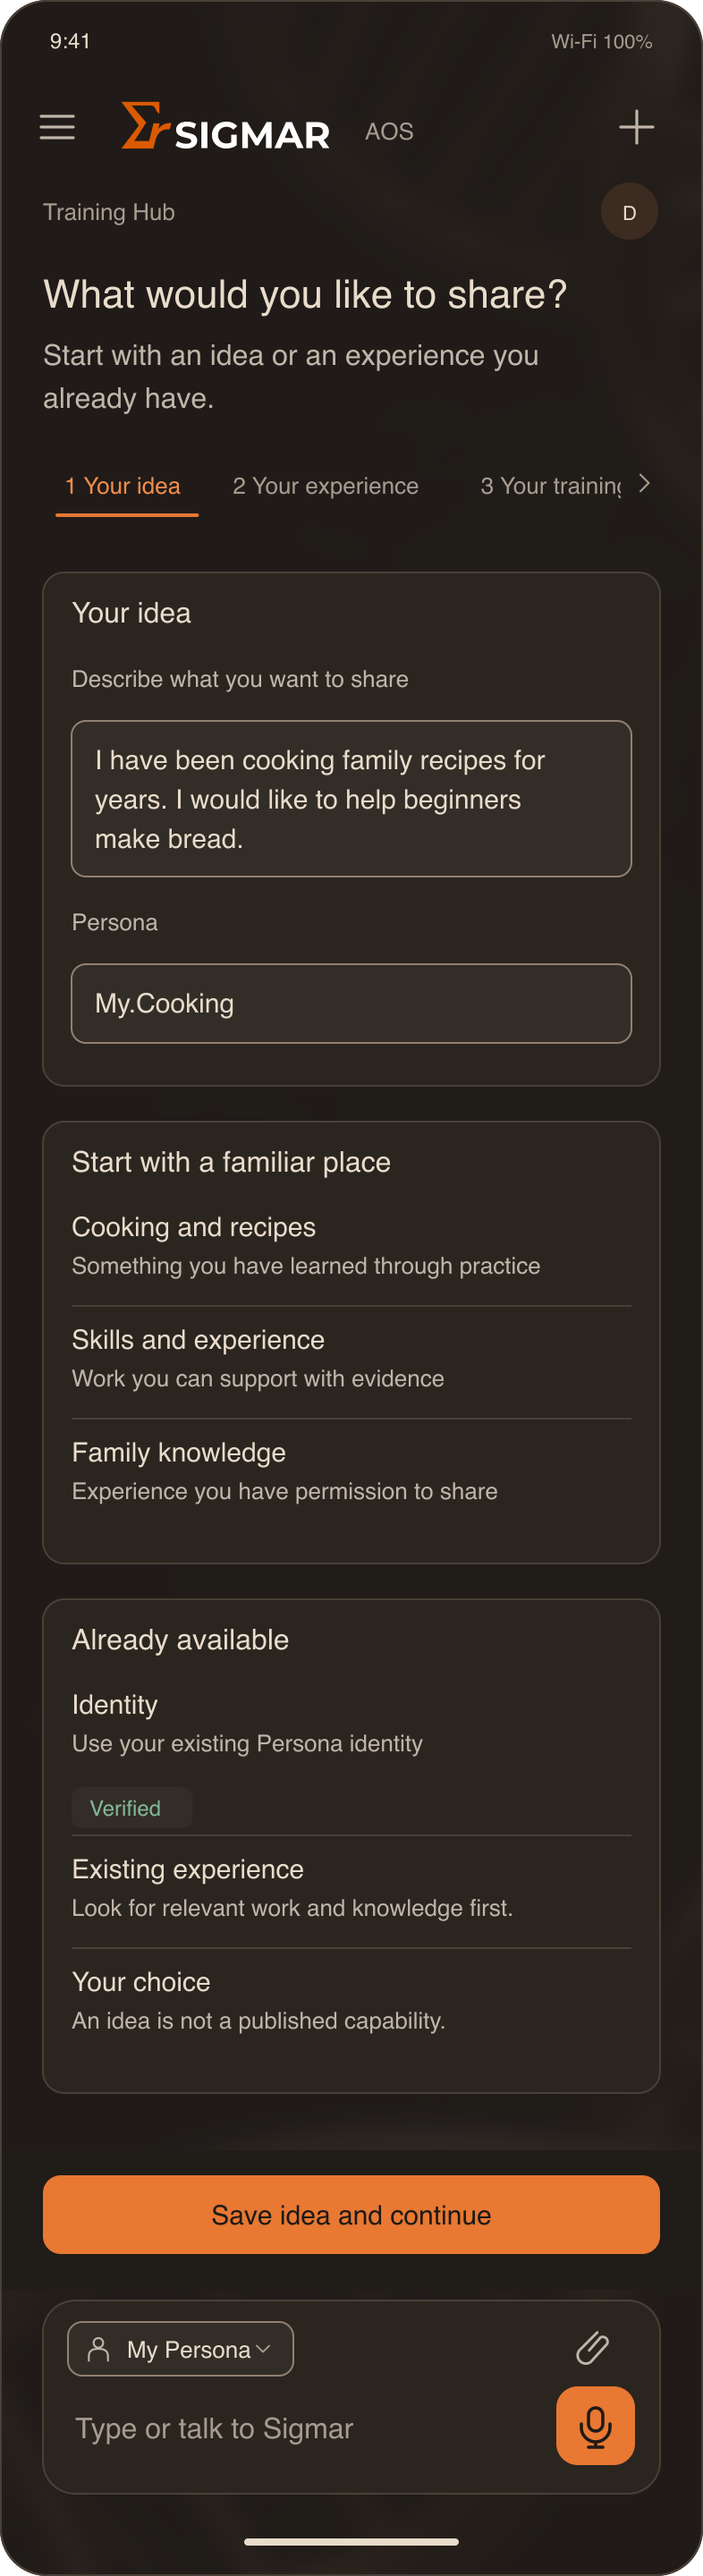 9:41
Wi-Fi 100%
Σr SIGMAR AOS
Training Hub
D
What would you like to share?
Start with an idea or an experience you
already have.
1 Your idea
2 Your experience
3 Your training
Your idea
Describe what you want to share
I have been cooking family recipes for
years. I would like to help beginners
make bread.
Persona
My.Cooking
Start with a familiar place
Cooking and recipes
Something you have learned through practice
Skills and experience
Work you can support with evidence
Family knowledge
Experience you have permission to share
Already available
Identity
Use your existing Persona identity
Verified
Existing experience
Look for relevant work and knowledge first.
Your choice
An idea is not a published capability.
Save idea and continue
My Persona
Type or talk to Sigmar